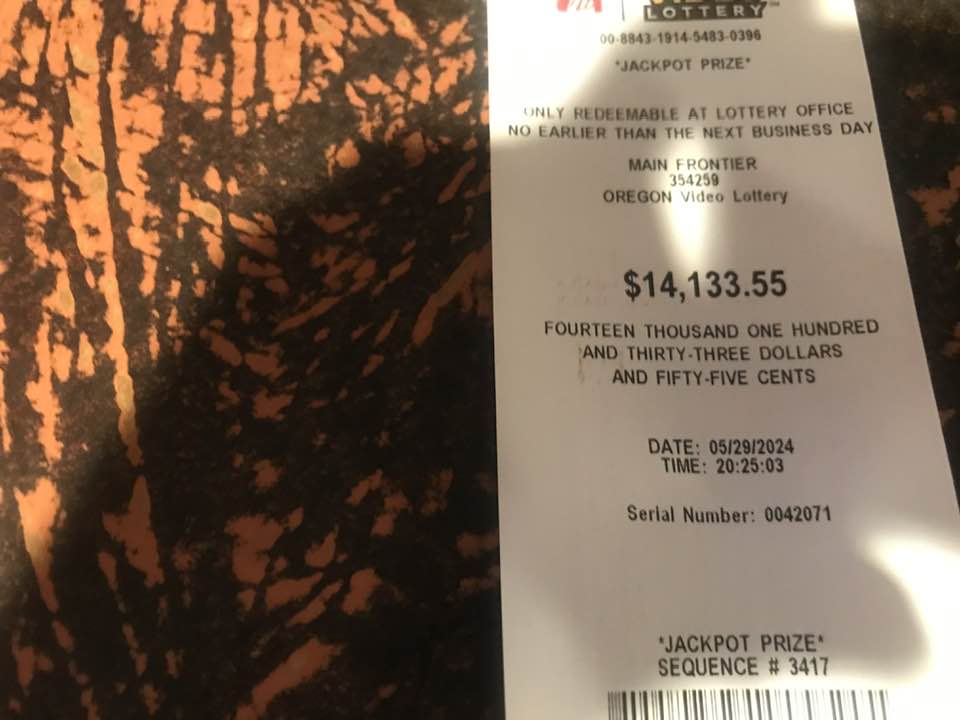 LOTTERY™
00-8843-1914-5483-0396
*JACKPOT PRIZE*
ONLY REDEEMABLE AT LOTTERY OFFICE
NO EARLIER THAN THE NEXT BUSINESS DAY
MAIN FRONTIER
354259
OREGON Video Lottery
$14,133.55
FOURTEEN THOUSAND ONE HUNDRED
AND THIRTY-THREE DOLLARS
AND FIFTY-FIVE CENTS
DATE: 05/29/2024
TIME: 20:25:03
Serial Number: 0042071
*JACKPOT PRIZE*
SEQUENCE # 3417